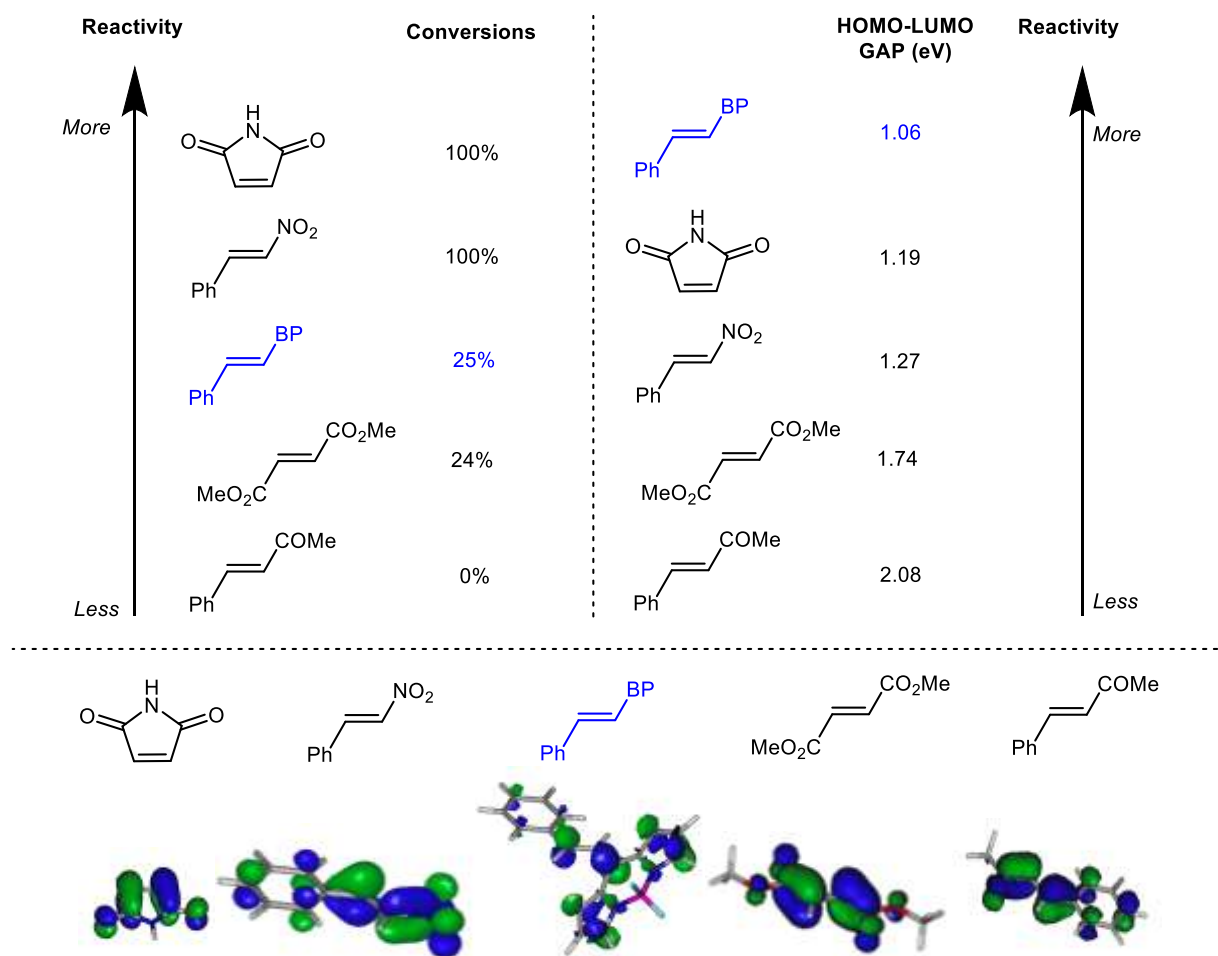 Reactivity
Conversions
HOMO-LUMO
GAP (eV)
Reactivity
More
H
N
O
O
100%
NO2
Ph
100%
BP
Ph
25%
CO2Me
MeO2C
24%
COMe
Ph
0%
Less
BP
Ph
1.06
More
H
N
O
O
1.19
NO2
Ph
1.27
CO2Me
MeO2C
1.74
COMe
Ph
2.08
Less
H
N
O
O
NO2
Ph
BP
Ph
CO2Me
MeO2C
COMe
Ph